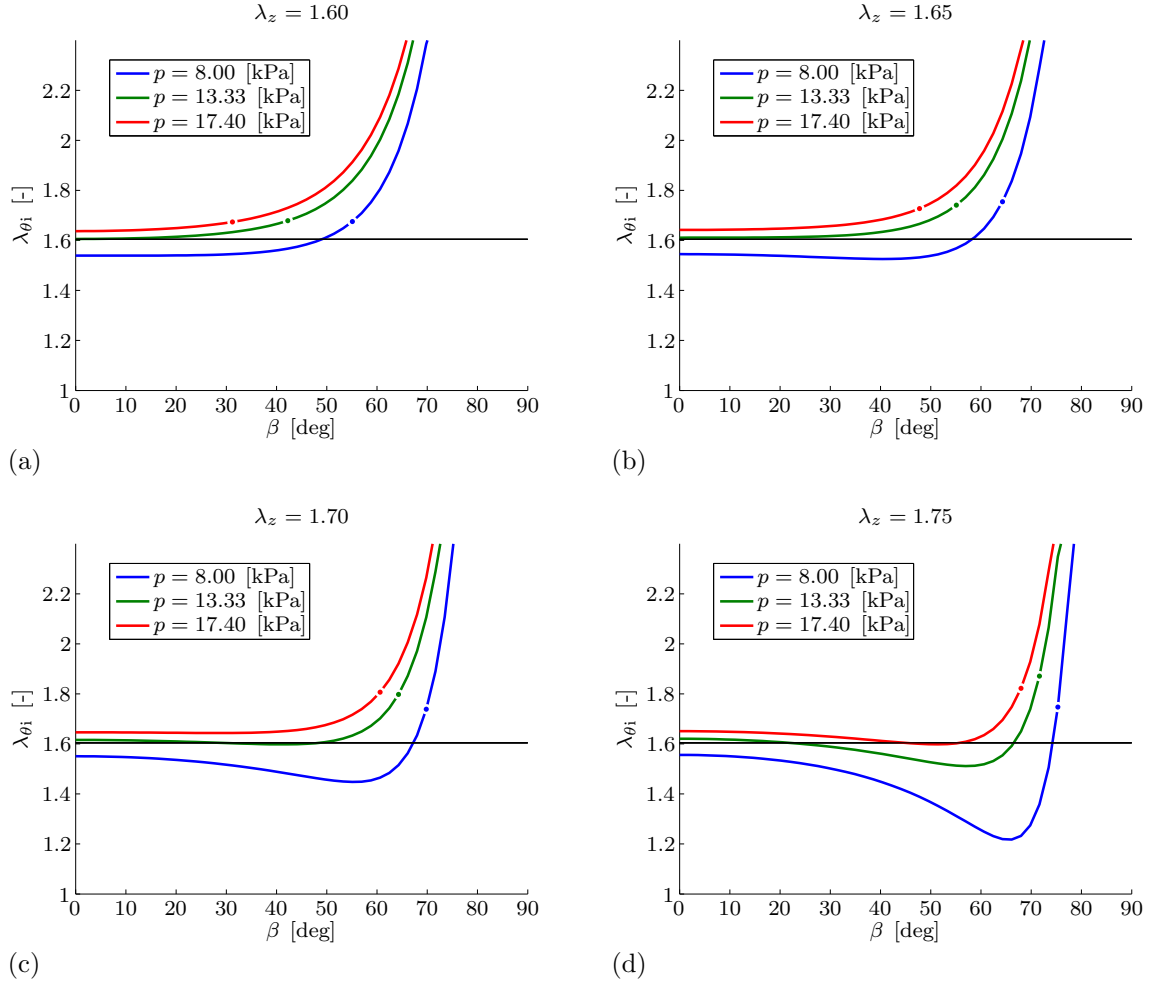 λz = 1.60
p = 8.00 [kPa]
p = 13.33 [kPa]
p = 17.40 [kPa]
2.2
2
1.8
1.6
1.4
1.2
1
λθi [-]
0 10 20 30 40 50 60 70 80 90
β [deg]
(a)
λz = 1.65
p = 8.00 [kPa]
p = 13.33 [kPa]
p = 17.40 [kPa]
2.2
2
1.8
1.6
1.4
1.2
1
λθi [-]
0 10 20 30 40 50 60 70 80 90
β [deg]
(b)
λz = 1.70
p = 8.00 [kPa]
p = 13.33 [kPa]
p = 17.40 [kPa]
2.2
2
1.8
1.6
1.4
1.2
1
λθi [-]
0 10 20 30 40 50 60 70 80 90
β [deg]
(c)
λz = 1.75
p = 8.00 [kPa]
p = 13.33 [kPa]
p = 17.40 [kPa]
2.2
2
1.8
1.6
1.4
1.2
1
λθi [-]
0 10 20 30 40 50 60 70 80 90
β [deg]
(d)